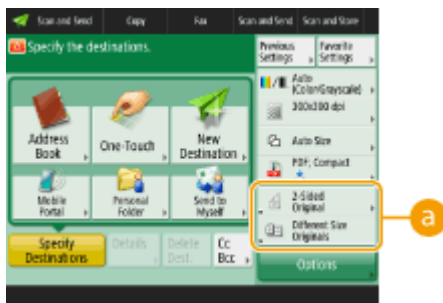 Scan and Send Copy Fax Scan and Send Scan and Store
Specify the destinations.
Previous Settings
Favorite Settings
Auto (Color/Grayscale)
300x300 dpi
Auto Size
PDF; Compact
2-Sided Original
Different Size Originals
Options
Address Book
One-Touch
New Destination
Mobile Portal
Personal Folder
Send to Myself
Specify Destinations
Details
Delete Dest.
Cc Bcc
a